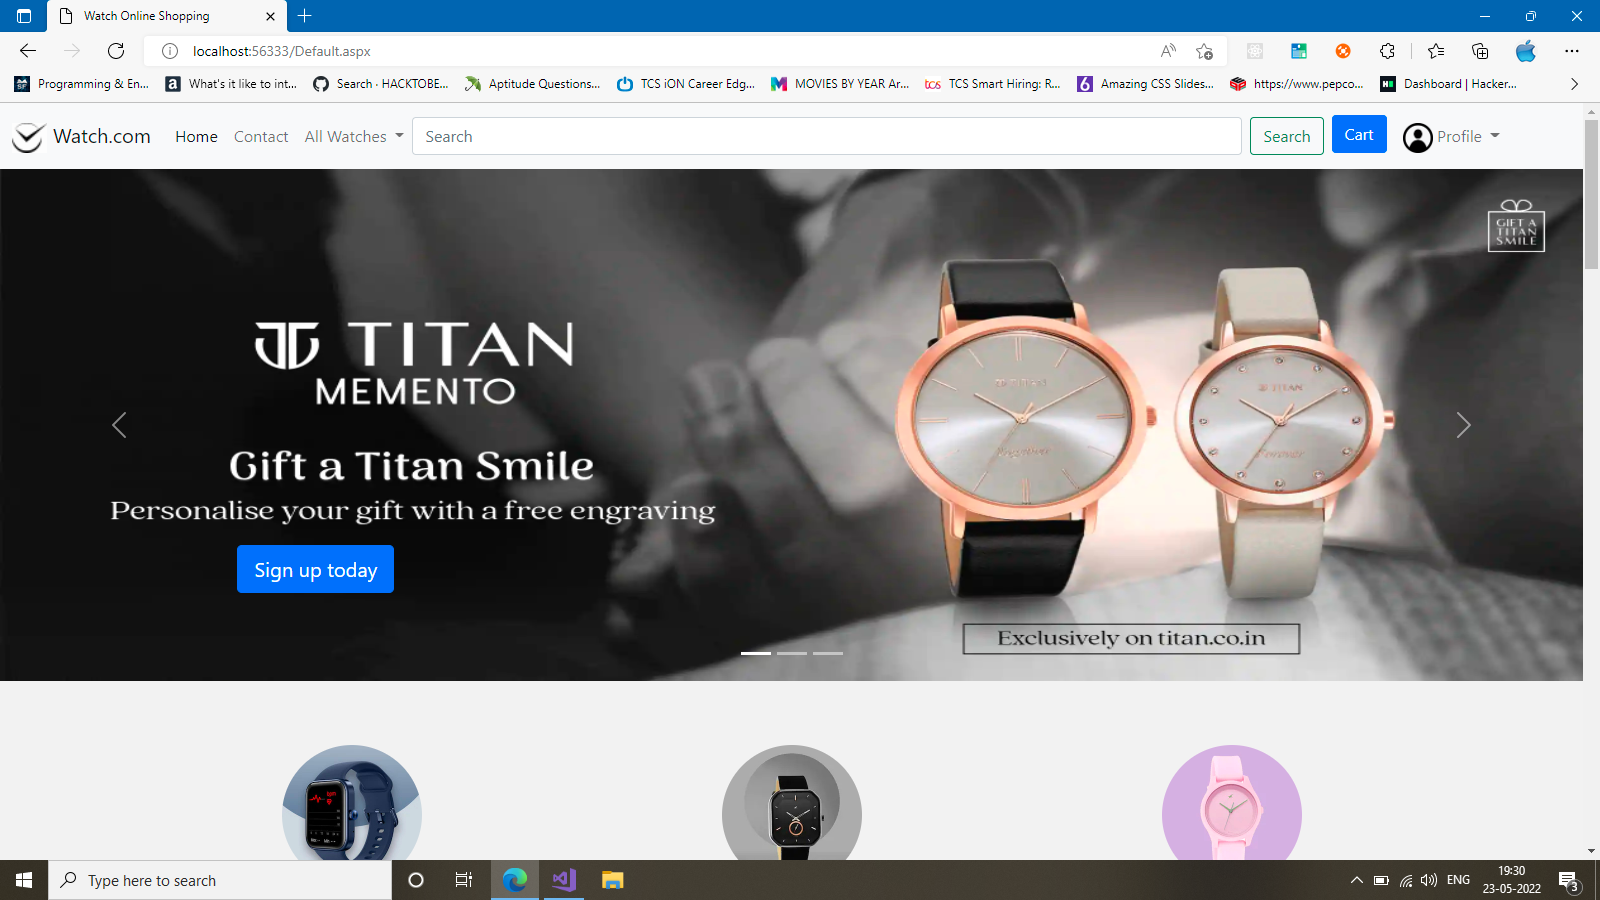 Watch Online Shopping
localhost:56333/Default.aspx
Programming & En...
What's it like to int...
Search · HACKTOBE...
Aptitude Questions...
TCS iON Career Edg...
MOVIES BY YEAR Ar...
TCS Smart Hiring: R...
Amazing CSS Slides...
https://www.pepco...
Dashboard | Hacker...
Watch.com
Home
Contact
All Watches
Search
Search
Cart
Profile
GIFT A
TITAN
SMILE
TITAN
MEMENTO
Gift a Titan Smile
Personalise your gift with a free engraving
Sign up today
TITAN
TITAN
Exclusively on titan.co.in
Type here to search
ENG
19:30
23-05-2022
3